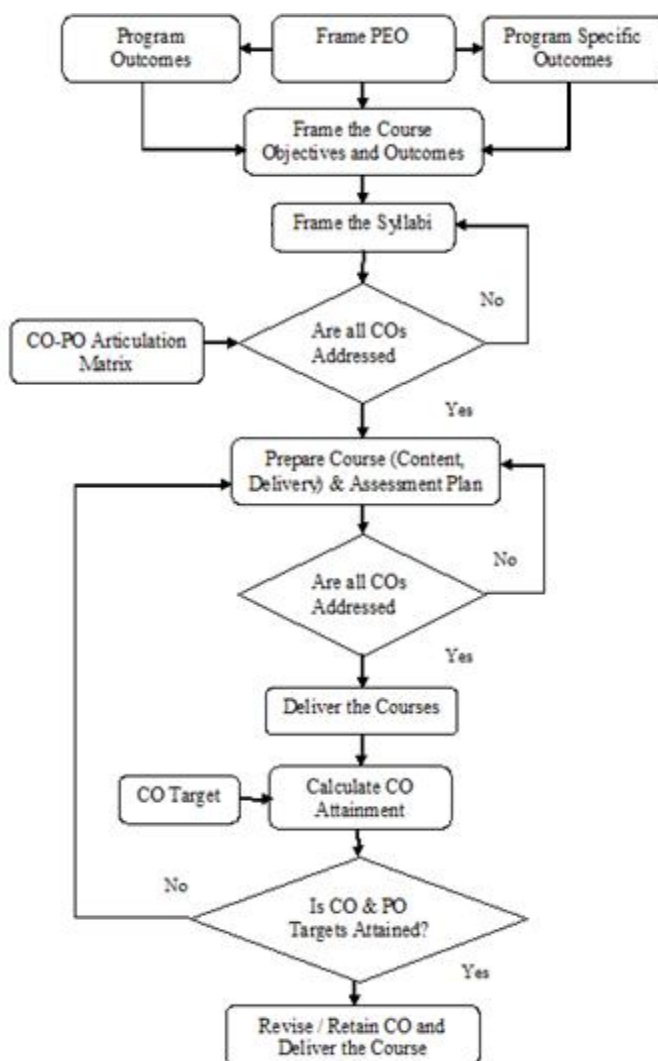 Program
Outcomes
Frame PEO
Program Specific
Outcomes
Frame the Course
Objectives and Outcomes
Frame the Syllabi
No
CO-PO Articulation
Matrix
Are all COs
Addressed
Yes
Prepare Course (Content,
Delivery) & Assessment Plan
No
Are all COs
Addressed
Yes
Deliver the Courses
CO Target
Calculate CO
Attainment
No
Is CO & PO
Targets Attained?
Yes
Revise / Retain CO and
Deliver the Course